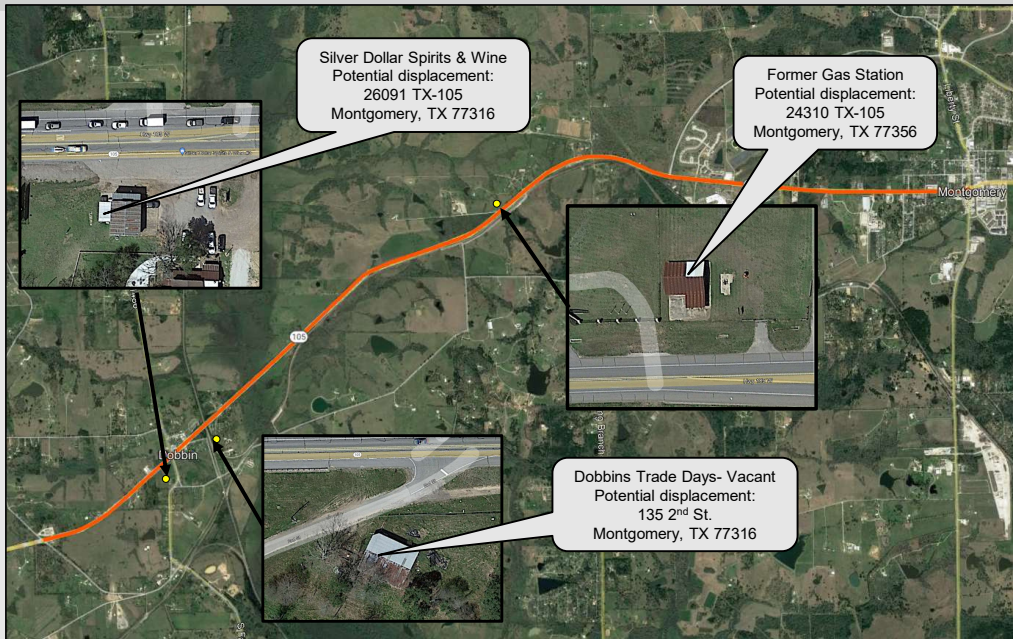 Silver Dollar Spirits & Wine
Potential displacement:
26091 TX-105
Montgomery, TX 77316
Former Gas Station
Potential displacement:
24310 TX-105
Montgomery, TX 77356
Liberty St
Montgomery
105
Dobbin
Dobbins Trade Days- Vacant
Potential displacement:
135 2nd St.
Montgomery, TX 77316